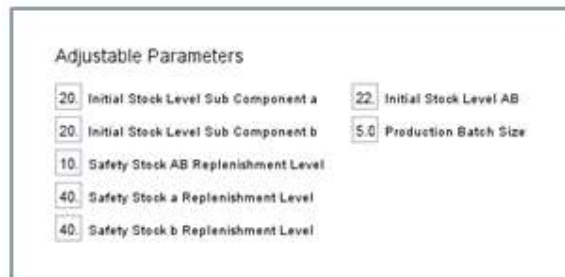 Adjustable Parameters
20. Initial Stock Level Sub Component a
22. Initial Stock Level AB
20. Initial Stock Level Sub Component b
5.0 Production Batch Size
10. Safety Stock AB Replenishment Level
40. Safety Stock a Replenishment Level
40. Safety Stock b Replenishment Level